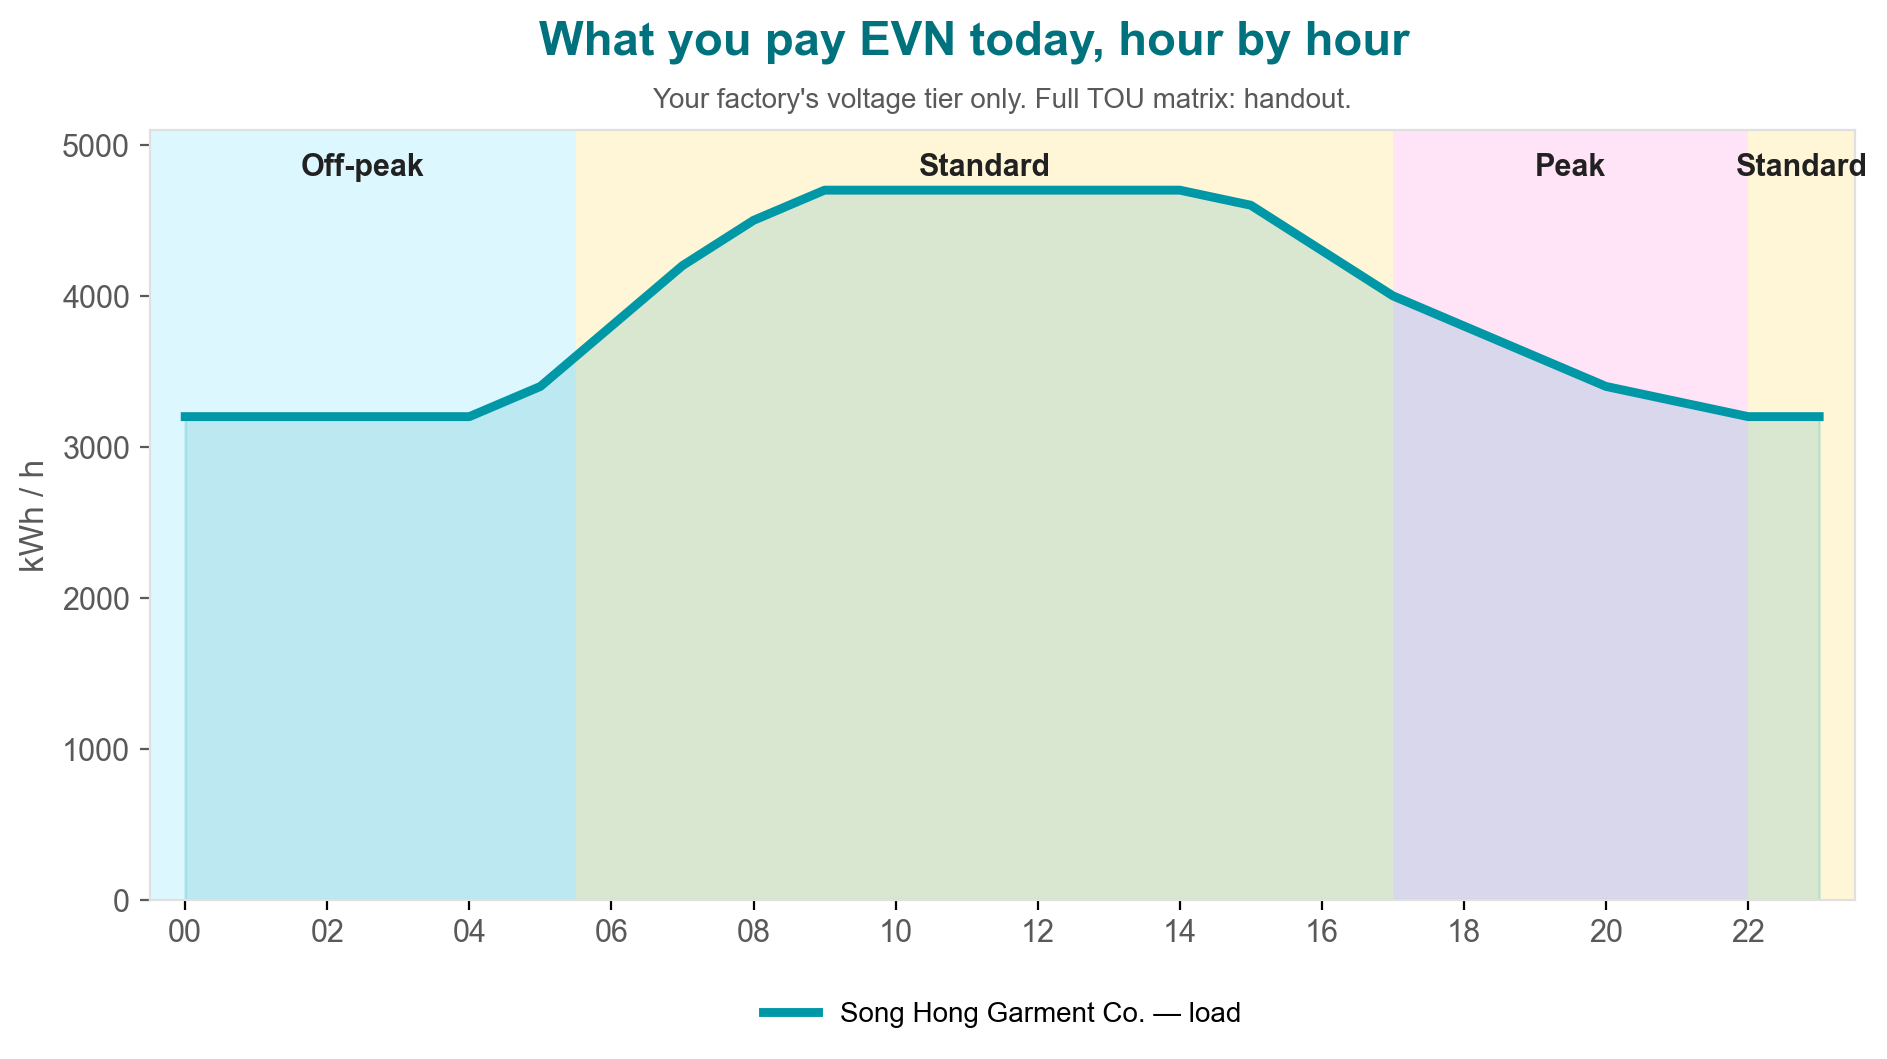 What you pay EVN today, hour by hour
Your factory's voltage tier only. Full TOU matrix: handout.
Off-peak
Standard
Peak
Standard
5000
4000
3000
2000
1000
0
kWh / h
00 02 04 06 08 10 12 14 16 18 20 22
Song Hong Garment Co. — load